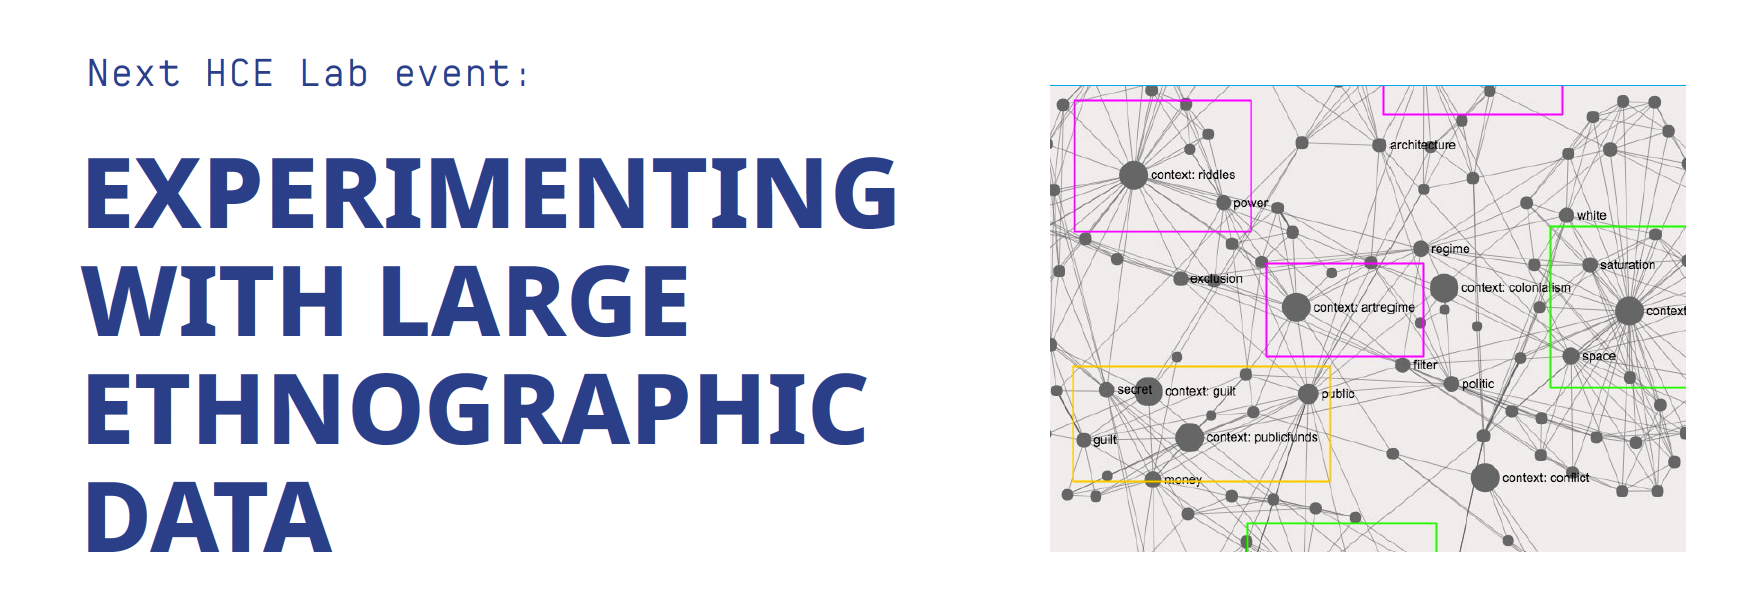 Next HCE Lab event:
EXPERIMENTING
WITH LARGE
ETHNOGRAPHIC
DATA
architecture
context: riddles
power
white
regime
saturation
exclusion
context: colonialism
context: artregime
context
space
filter
politic
secret
context: guilt
public
guilt
context: publicfunds
money
context: conflict